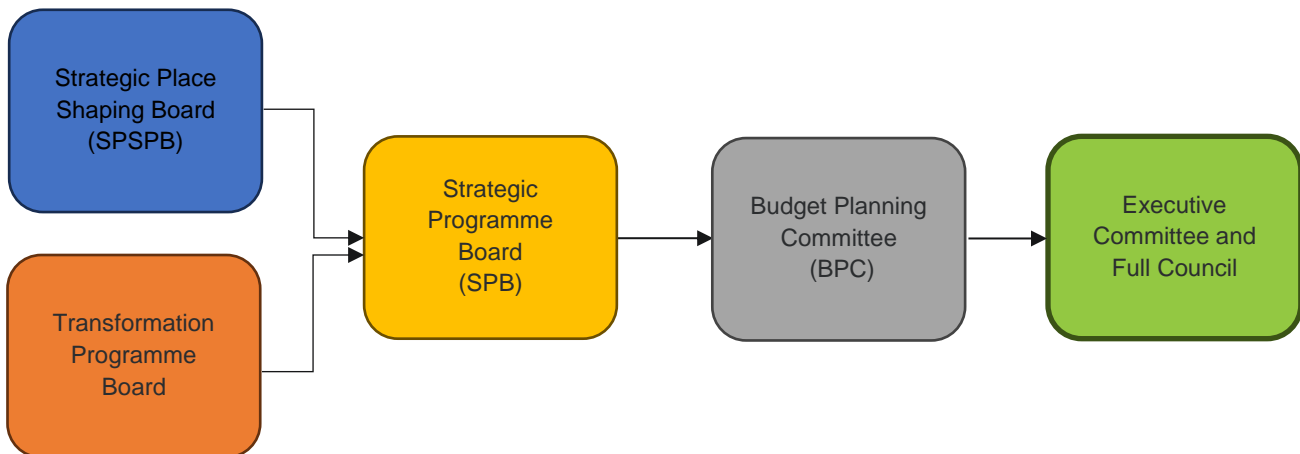 Strategic Place
Shaping Board
(SPSPB)
Transformation
Programme
Board
Strategic
Programme
Board
(SPB)
Budget Planning
Committee
(BPC)
Executive
Committee and
Full Council